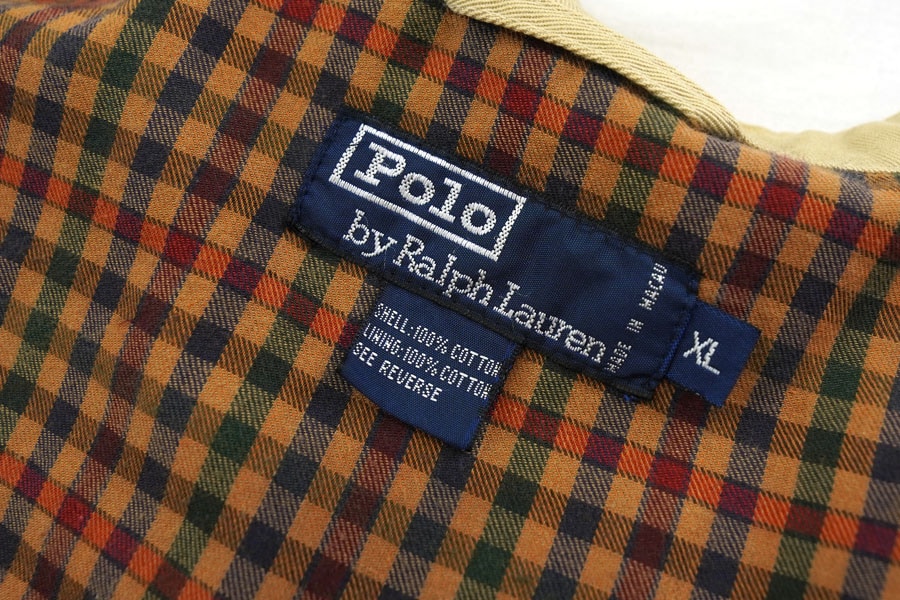 Polo
by Ralph Lauren
MADE IN MACAU
XL
SHELL:100% COTTON
LINING:100% COTTON
SEE REVERSE